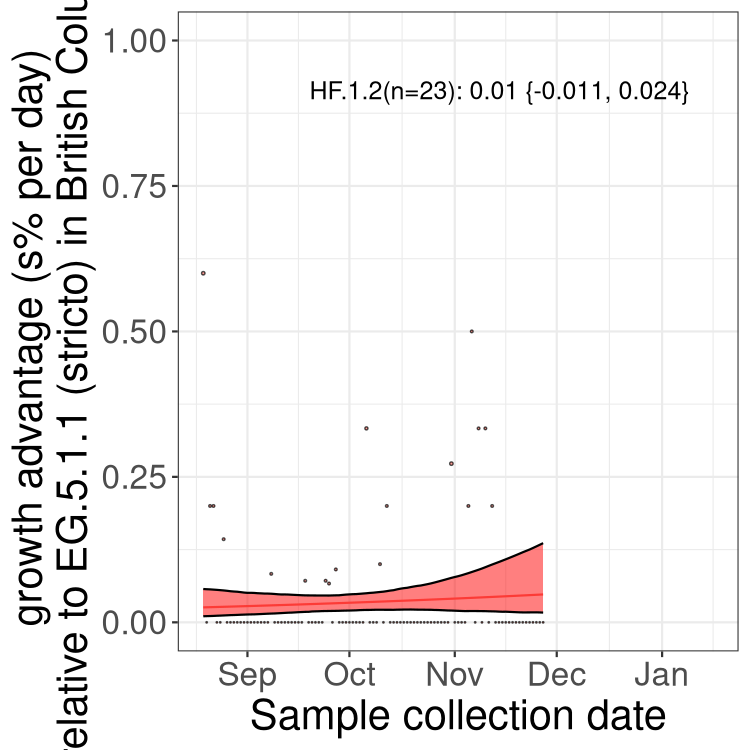 growth advantage (s% per day)
relative to EG.5.1.1 (stricto) in British
1.00
0.75
0.50
0.25
0.00
HF.1.2(n=23): 0.01 {-0.011, 0.024}
Sep Oct Nov Dec Jan
Sample collection date